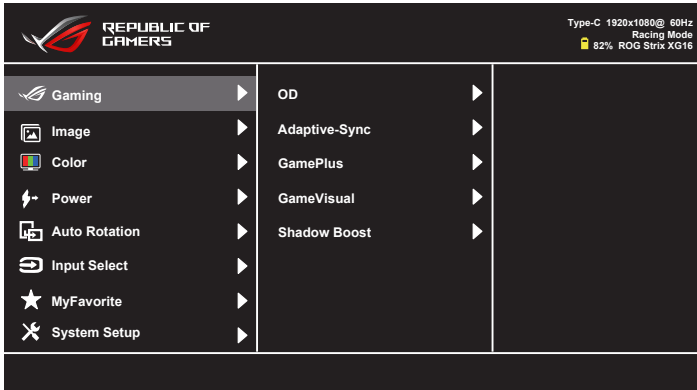 REPUBLIC OF
GAMERS
Type-C 1920x1080@ 60Hz
Racing Mode
82% ROG Strix XG16
Gaming
Image
Color
Power
Auto Rotation
Input Select
MyFavorite
System Setup
OD
Adaptive-Sync
GamePlus
GameVisual
Shadow Boost